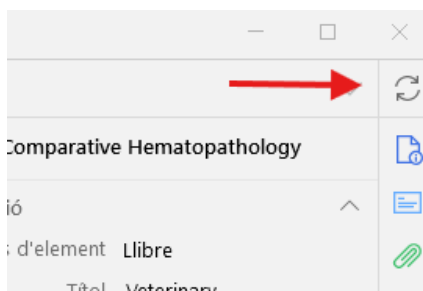 Comparative Hematopathology
ió
d'element Llibre
Títol Veterinary